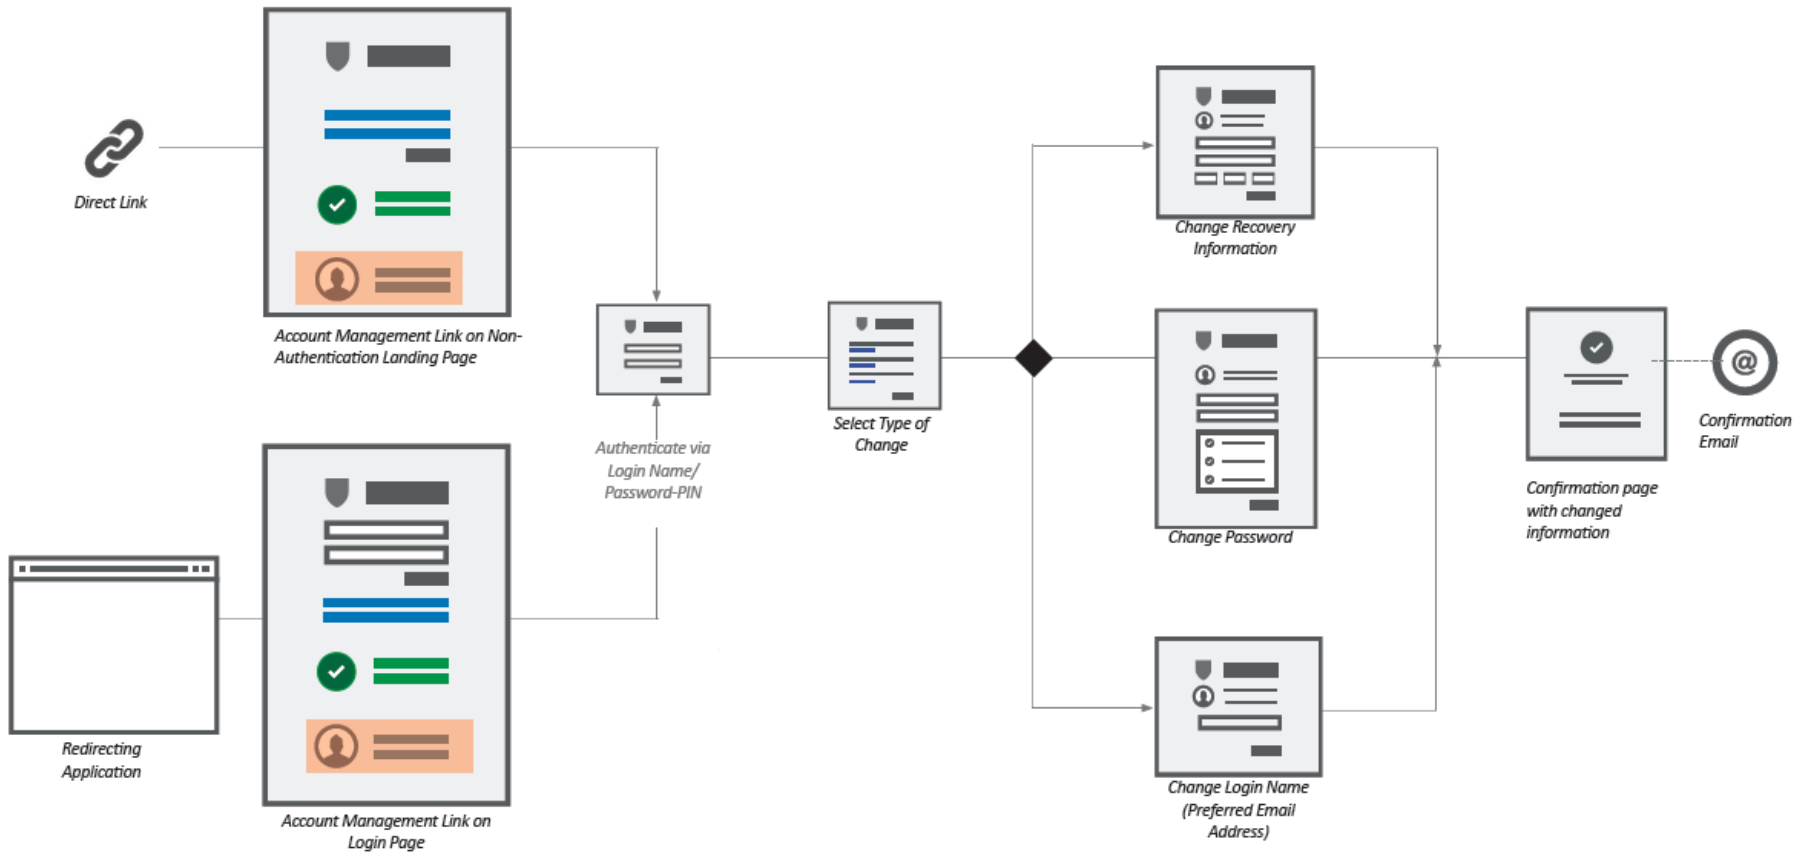 Direct Link
Account Management Link on Non-
Authentication Landing Page
Redirecting
Application
Account Management Link on
Login Page
Authenticate via
Login Name/
Password-PIN
Select Type of
Change
Change Recovery
Information
Change Password
Change Login Name
(Preferred Email
Address)
Confirmation page
with changed
information
@
Confirmation
Email